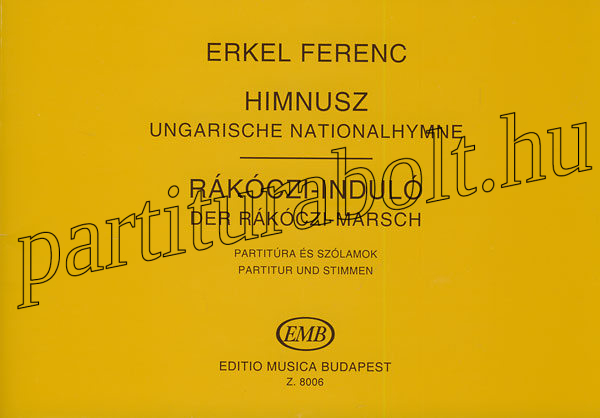 ERKEL FERENC
HIMNUSZ
UNGARISCHE NATIONALHYMNE
RÁKÓCZI-INDULÓ
DER RÁKÓCZI-MARSCH
partiturabolt.hu
PARTITÚRA ÉS SZÓLAMOK
PARTITUR UND STIMMEN
EMB
EDITIO MUSICA BUDAPEST
Z. 8006